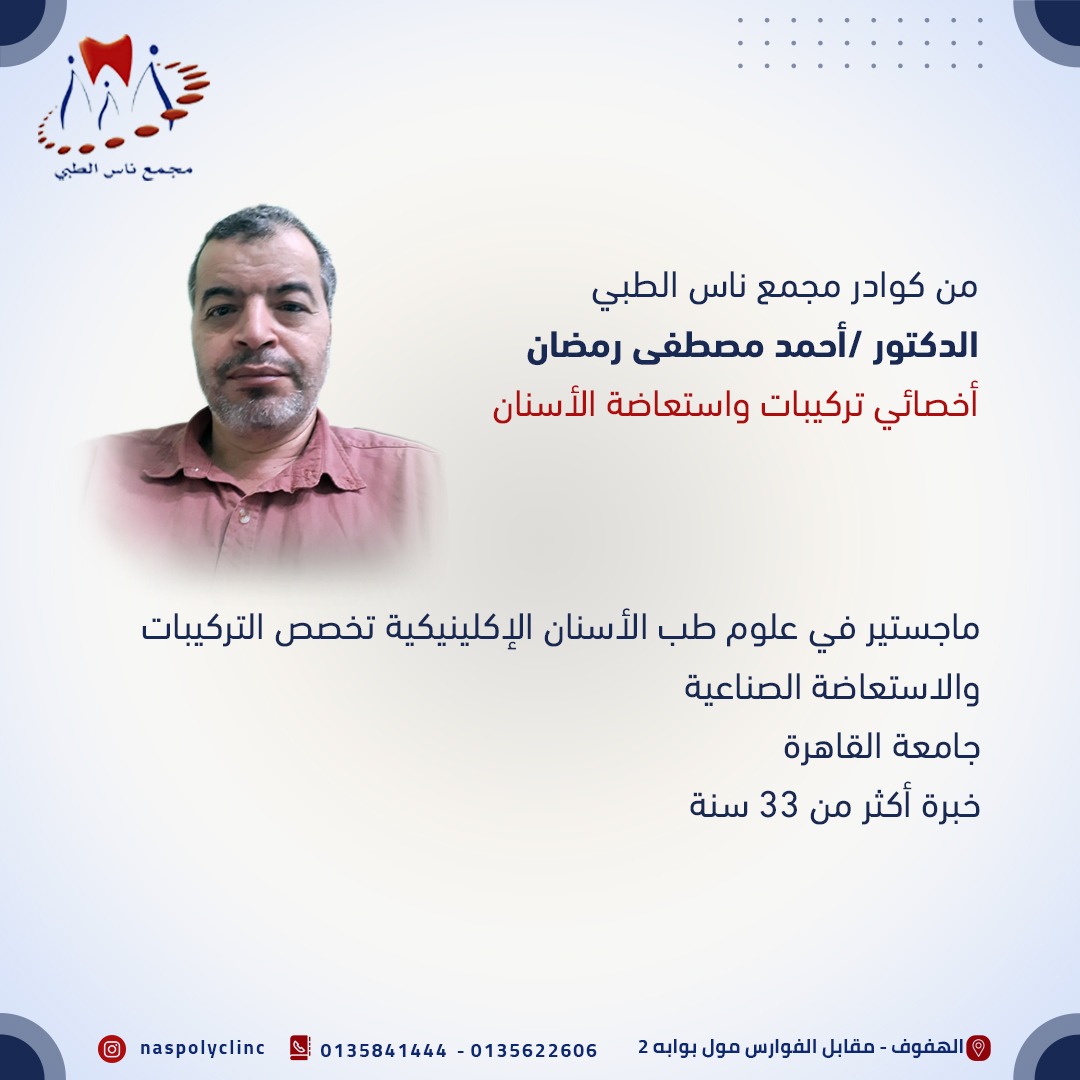 مجمع ناس الطبي
من كوادر مجمع ناس الطبي
الدكتور /أحمد مصطفى رمضان
أخصائي تركيبات واستعاضة الأسنان
ماجستير في علوم طب الأسنان الإكلينيكية تخصص التركيبات
والاستعاضة الصناعية
جامعة القاهرة
خبرة أكثر من 33 سنة
الهفوف - مقابل الفوارس مول بوابه 2
0135841444 - 0135622606
naspolyclinc